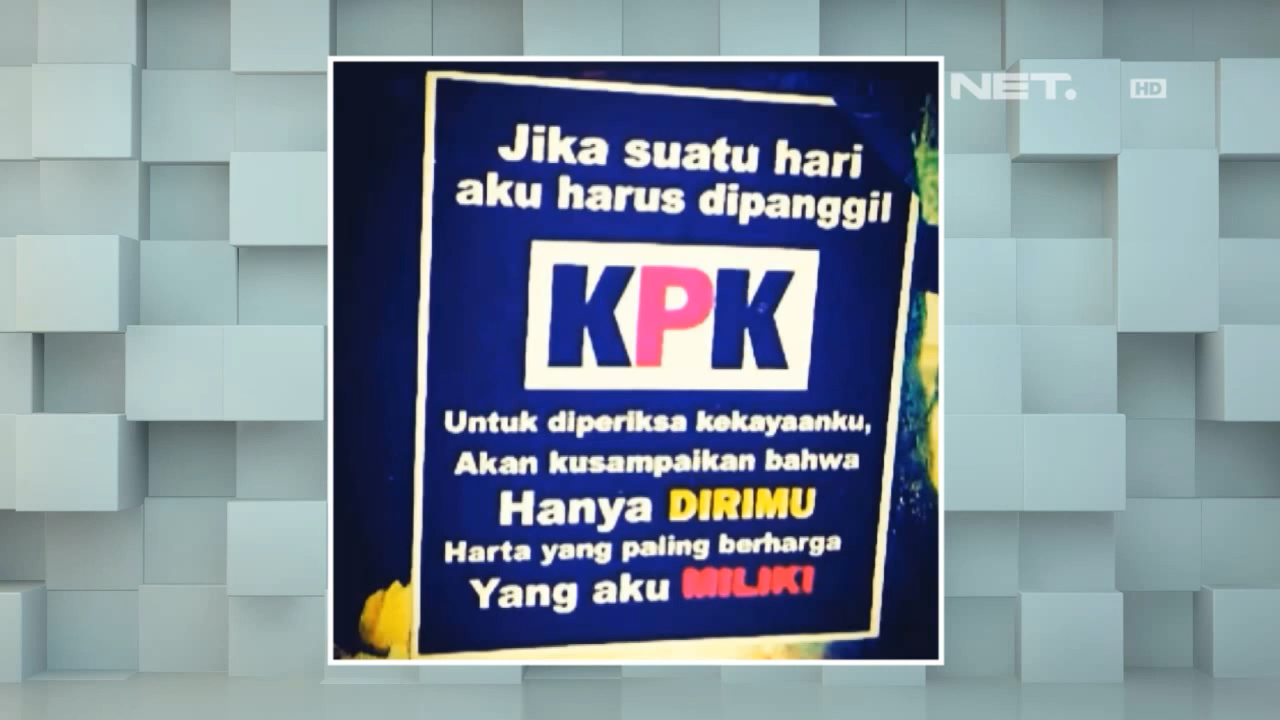 NET. HD
Jika suatu hari
aku harus dipanggil
KPK
Untuk diperiksa kekayaanku,
Akan kusampaikan bahwa
Hanya DIRIMU
Harta yang paling berharga
Yang aku MILIKI